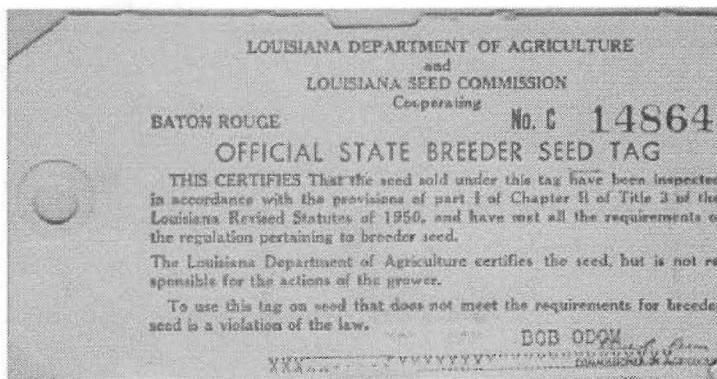 LOUISIANA DEPARTMENT OF AGRICULTURE
and
LOUISIANA SEED COMMISSION
Cooperating
BATON ROUGE No. C 14864
OFFICIAL STATE BREEDER SEED TAG
THIS CERTIFIES That the seed sold under this tag have been inspected
in accordance with the provisions of part I of Chapter II of Title 3 of the
Louisiana Revised Statutes of 1950, and have met all the requirements o
the regulation pertaining to breeder seed.
The Louisiana Department of Agriculture certifies the seed, but is not re
sponsible for the actions of the grower.
To use this tag on seed that does not meet the requirements for breeder
seed is a violation of the law.
BOB ODOM